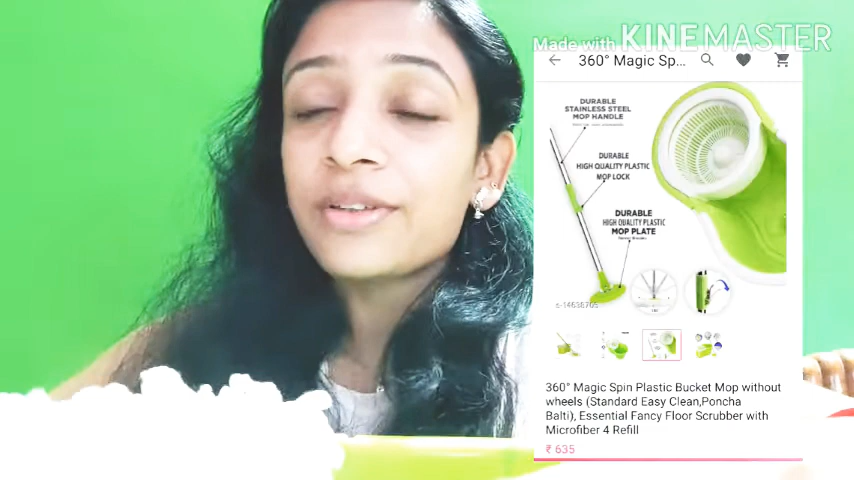 Made with KINEMASTER
360° Magic Sp...
DURABLE
STAINLESS STEEL
MOP HANDLE
DURABLE
HIGH QUALITY PLASTIC
MOP LOCK
DURABLE
HIGH QUALITY PLASTIC
MOP PLATE
s-14638705
360° Magic Spin Plastic Bucket Mop without
wheels (Standard Easy Clean,Poncha
Balti), Essential Fancy Floor Scrubber with
Microfiber 4 Refill
₹ 635